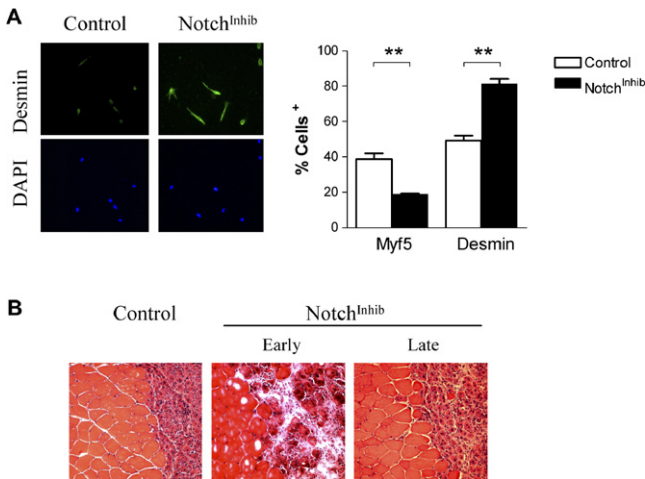 A
Control Notch^Inhib
Desmin
DAPI
% Cells +
100
80
60
40
20
0
** **
Myf5 Desmin
Control
Notch^Inhib
B
Control Notch^Inhib
Early Late